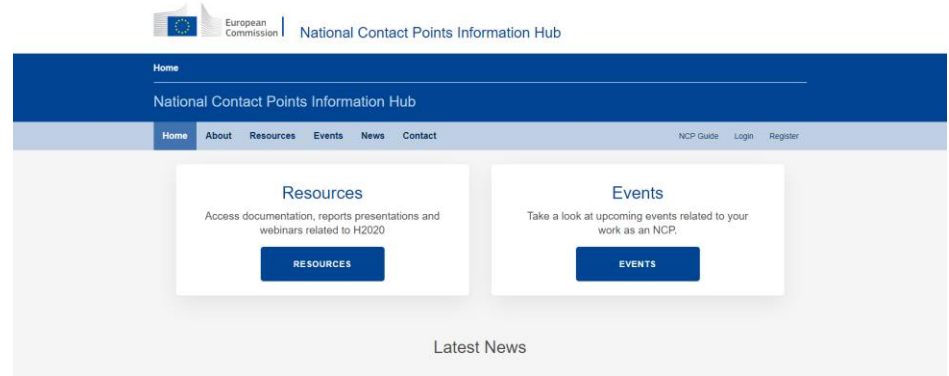 European
Commission
National Contact Points Information Hub
Home
National Contact Points Information Hub
Home About Resources Events News Contact NCP Guide Login Register
Resources
Access documentation, reports presentations and
webinars related to H2020
RESOURCES
Events
Take a look at upcoming events related to your
work as an NCP.
EVENTS
Latest News